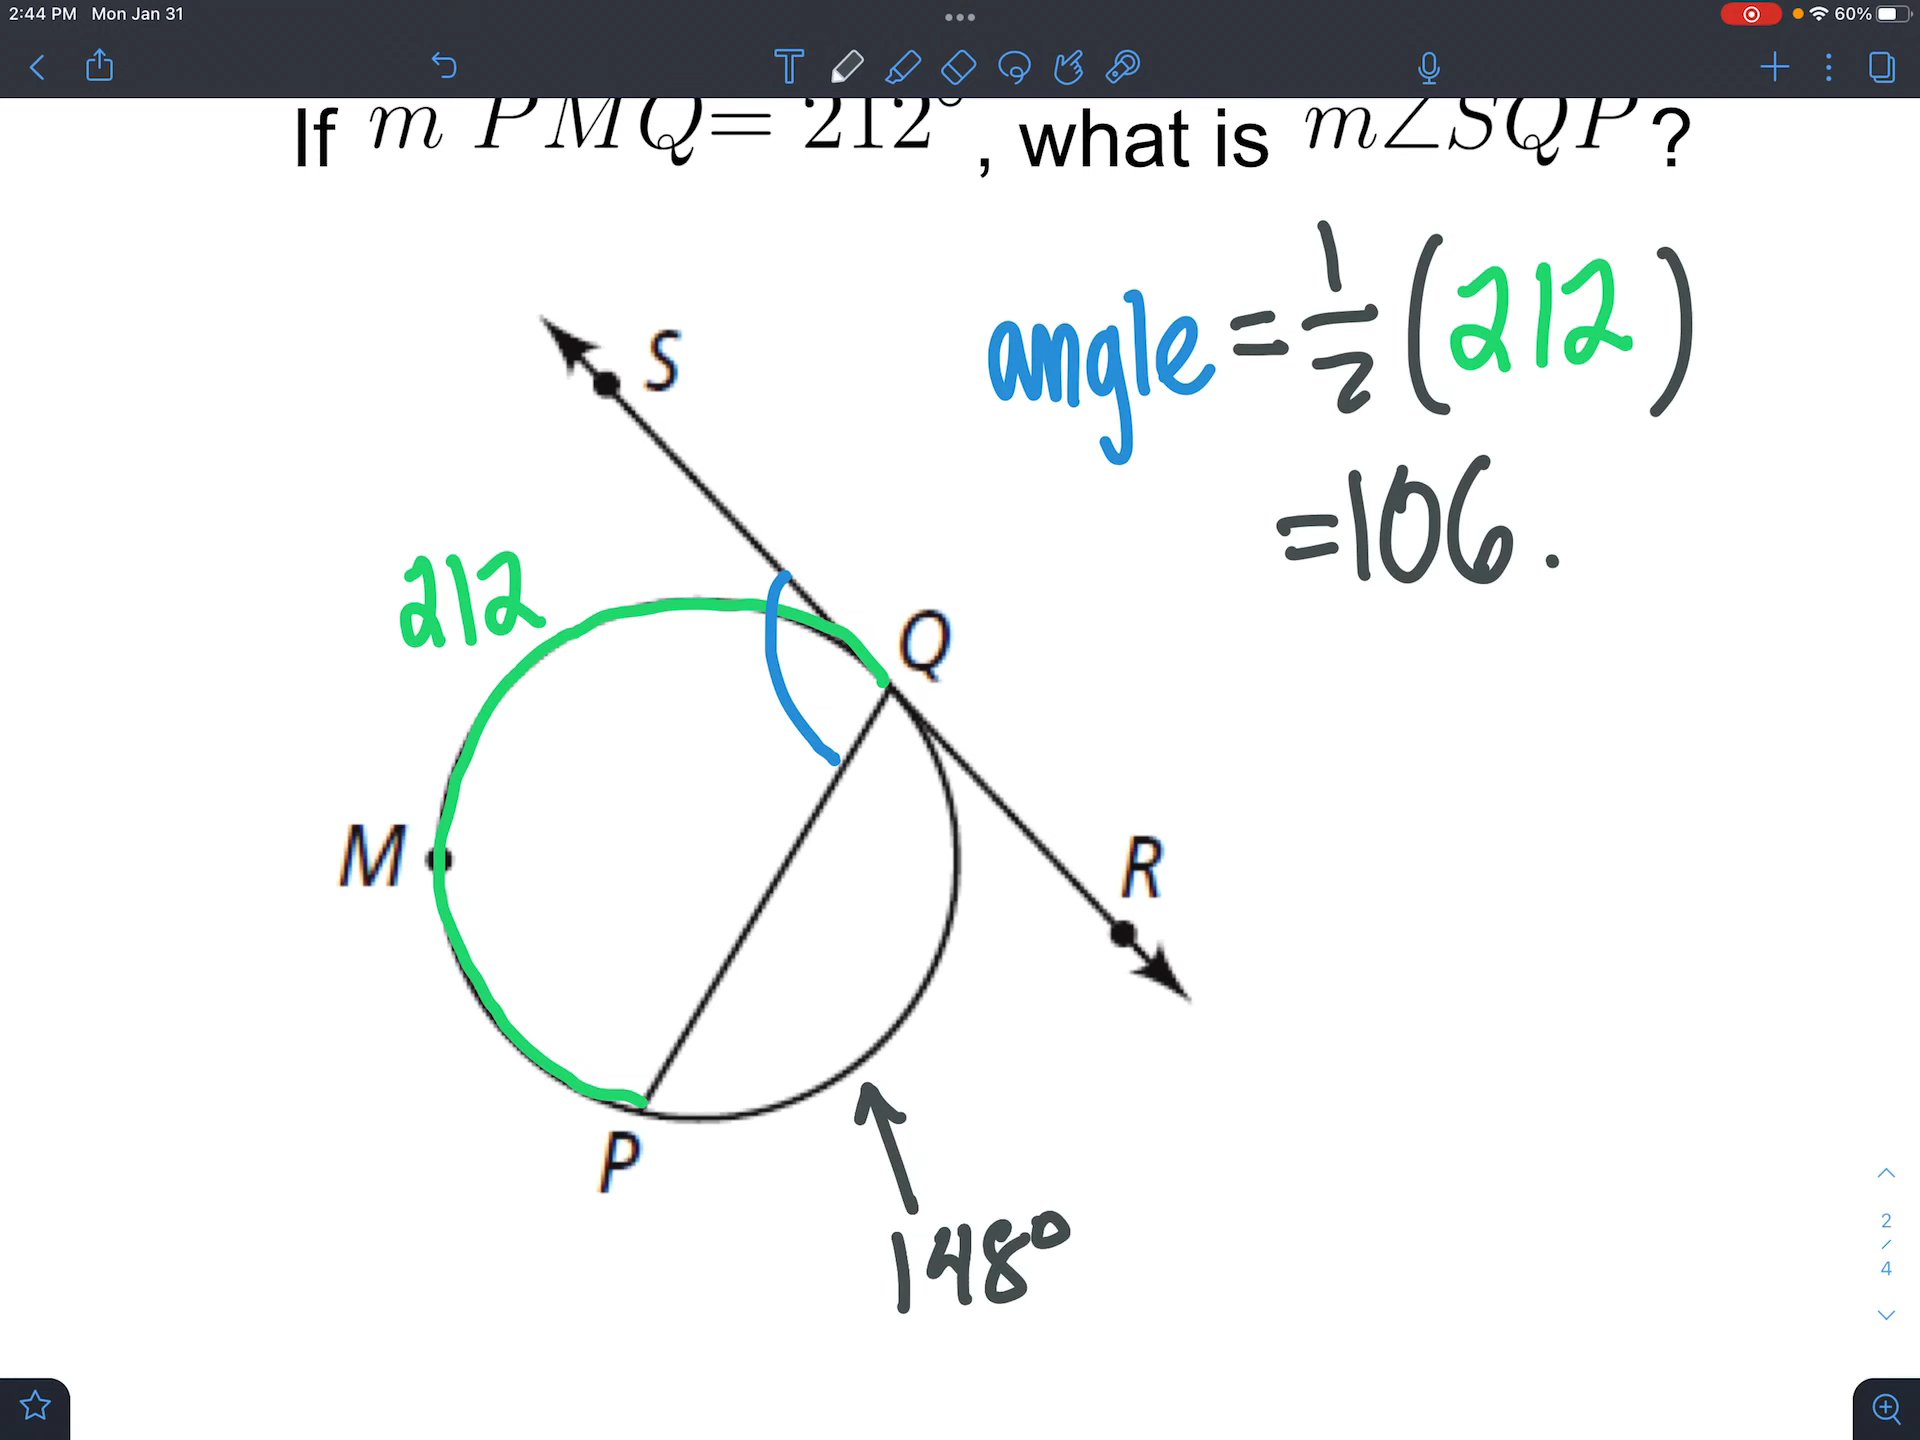 2:44 PM Mon Jan 31
60%
If m PMQ= 212° , what is m∠SQP ?
angle = 1/2 (212)
=106.
S
212
Q
M
R
P
148°
2
/
4